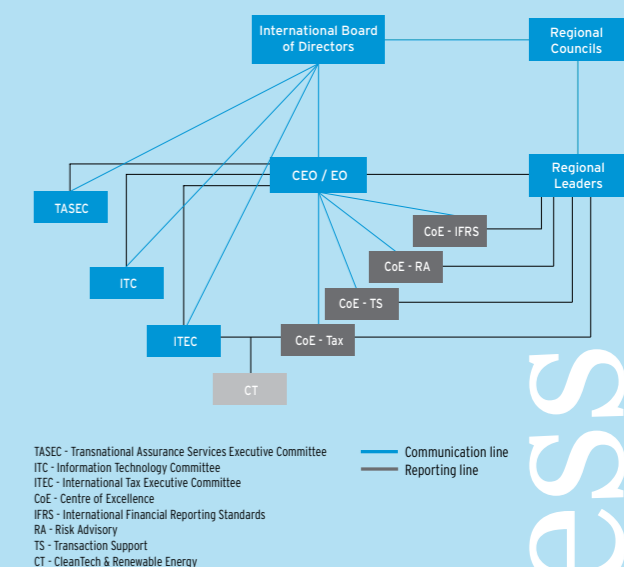 International Board
of Directors
Regional
Councils
CEO / EO
Regional
Leaders
TASEC
CoE - IFRS
CoE - RA
ITC
CoE - TS
ITEC
CoE - Tax
CT
TASEC - Transnational Assurance Services Executive Committee
ITC - Information Technology Committee
ITEC - International Tax Executive Committee
CoE - Centre of Excellence
IFRS - International Financial Reporting Standards
RA - Risk Advisory
TS - Transaction Support
CT - CleanTech & Renewable Energy
Communication line
Reporting line
ess